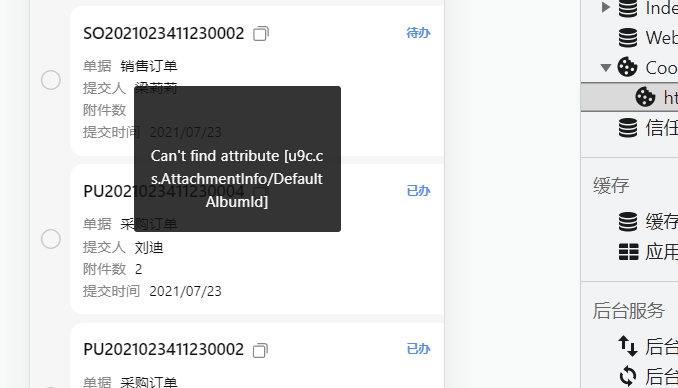 SO2021023411230002
待办
单据 销售订单
提交人 梁莉莉
附件数
提交时间 2021/07/23
Can't find attribute [u9c.c
s.AttachmentInfo/Default
AlbumId]
PU2021023411230004
已办
单据 采购订单
提交人 刘迪
附件数 2
提交时间 2021/07/23
PU2021023411230002
已办
单据 采购订单
Inde
Web
Coo
ht
信任
缓存
缓存
应用
后台服务
后台
后台